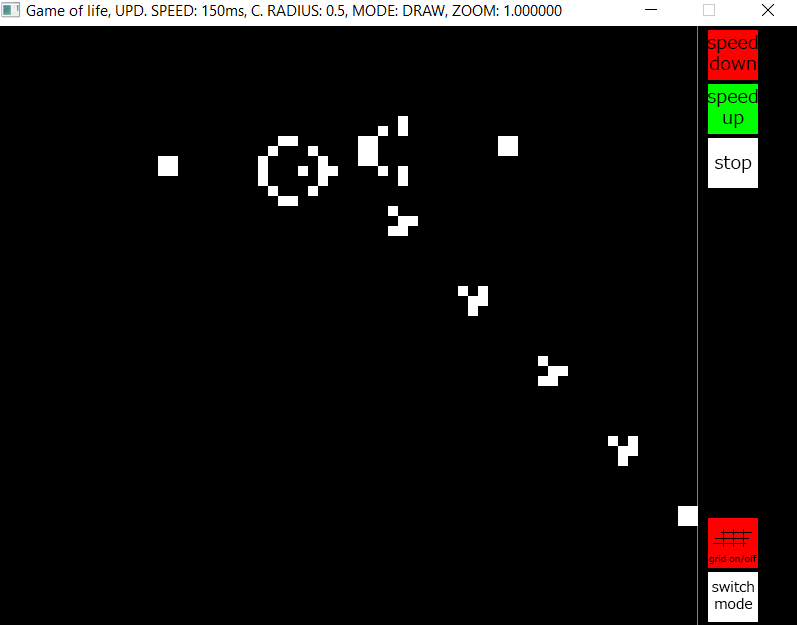 Game of life, UPD. SPEED: 150ms, C. RADIUS: 0.5, MODE: DRAW, ZOOM: 1.000000
speed
down
speed
up
stop
grid on/off
switch
mode